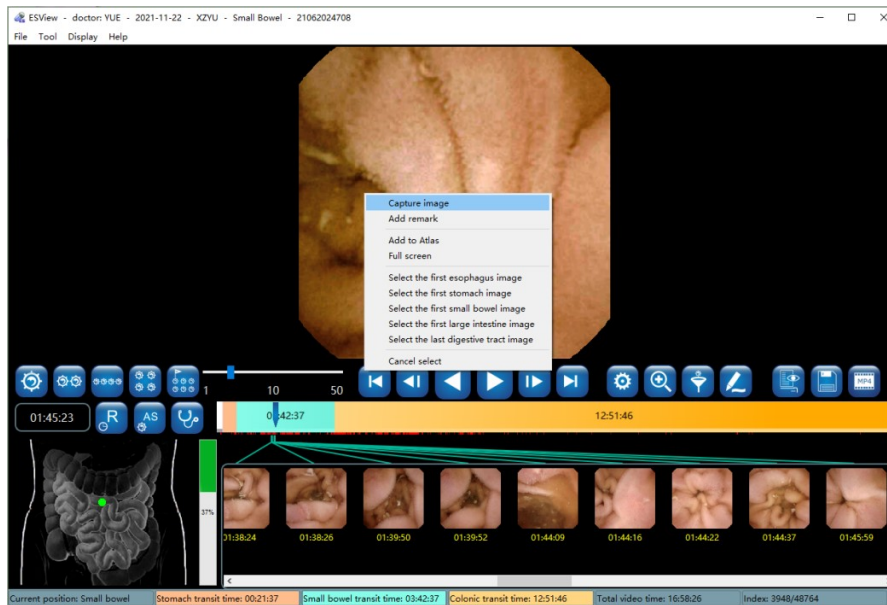 ESView - doctor: YUE - 2021-11-22 - XZYU - Small Bowel - 21062024708
File Tool Display Help
Capture image
Add remark
Add to Atlas
Full screen
Select the first esophagus image
Select the first stomach image
Select the first small bowel image
Select the first large intestine image
Select the last digestive tract image
Cancel select
1 10 50
MP4
01:45:23 R AS :42:37 12:51:46
37%
01:38:24 01:38:26 01:39:50 01:39:52 01:44:09 01:44:16 01:44:22 01:44:37 01:45:59
Current position: Small bowel Stomach transit time: 00:21:37 Small bowel transit time: 03:42:37 Colonic transit time: 12:51:46 Total video time: 16:58:26 Index: 3948/48764